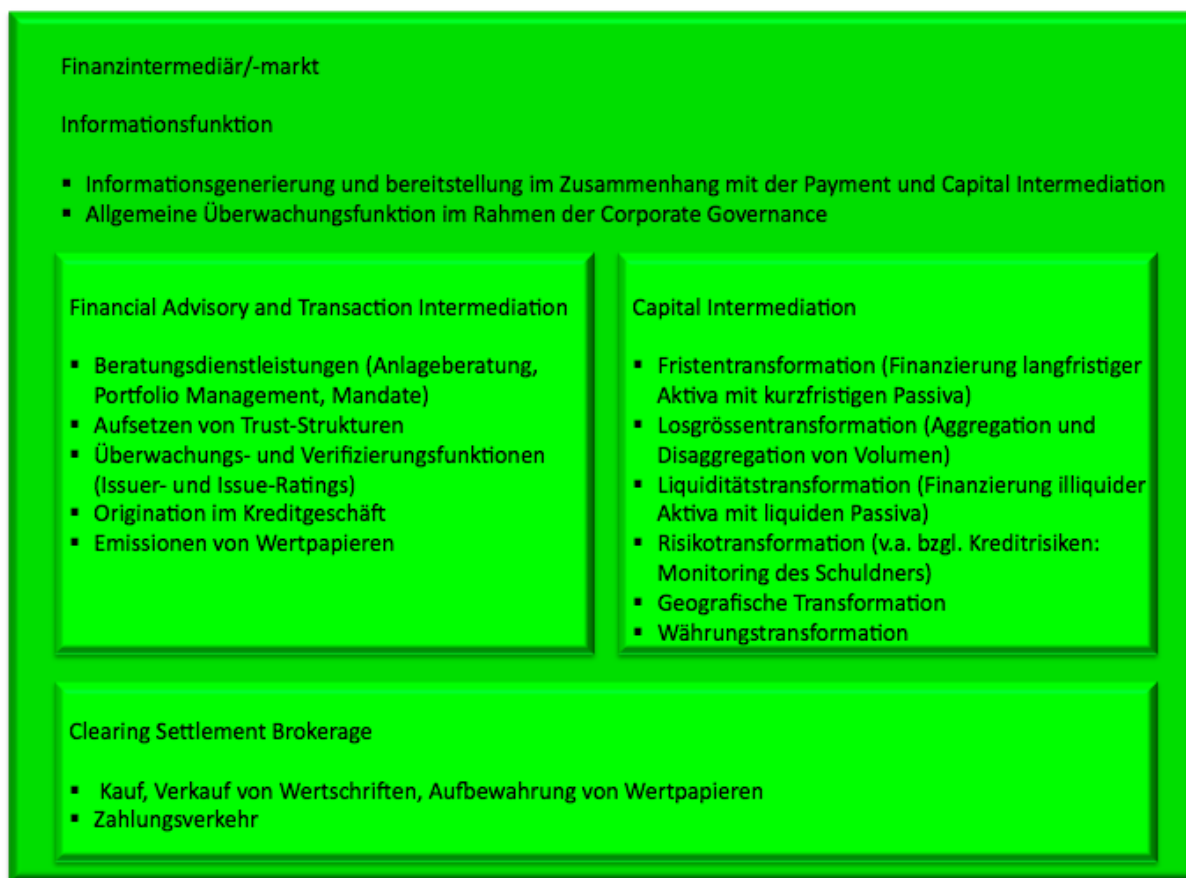 Finanzintermediär/-markt
Informationsfunktion
▪ Informationsgenerierung und bereitstellung im Zusammenhang mit der Payment und Capital Intermediation
▪ Allgemeine Überwachungsfunktion im Rahmen der Corporate Governance
Financial Advisory and Transaction Intermediation
▪ Beratungsdienstleistungen (Anlageberatung,
Portfolio Management, Mandate)
▪ Aufsetzen von Trust-Strukturen
▪ Überwachungs- und Verifizierungsfunktionen
(Issuer- und Issue-Ratings)
▪ Origination im Kreditgeschäft
▪ Emissionen von Wertpapieren
Capital Intermediation
▪ Fristentransformation (Finanzierung langfristiger
Aktiva mit kurzfristigen Passiva)
▪ Losgrössentransformation (Aggregation und
Disaggregation von Volumen)
▪ Liquiditätstransformation (Finanzierung illiquider
Aktiva mit liquiden Passiva)
▪ Risikotransformation (v.a. bzgl. Kreditrisiken:
Monitoring des Schuldners)
▪ Geografische Transformation
▪ Währungstransformation
Clearing Settlement Brokerage
▪ Kauf, Verkauf von Wertschriften, Aufbewahrung von Wertpapieren
▪ Zahlungsverkehr